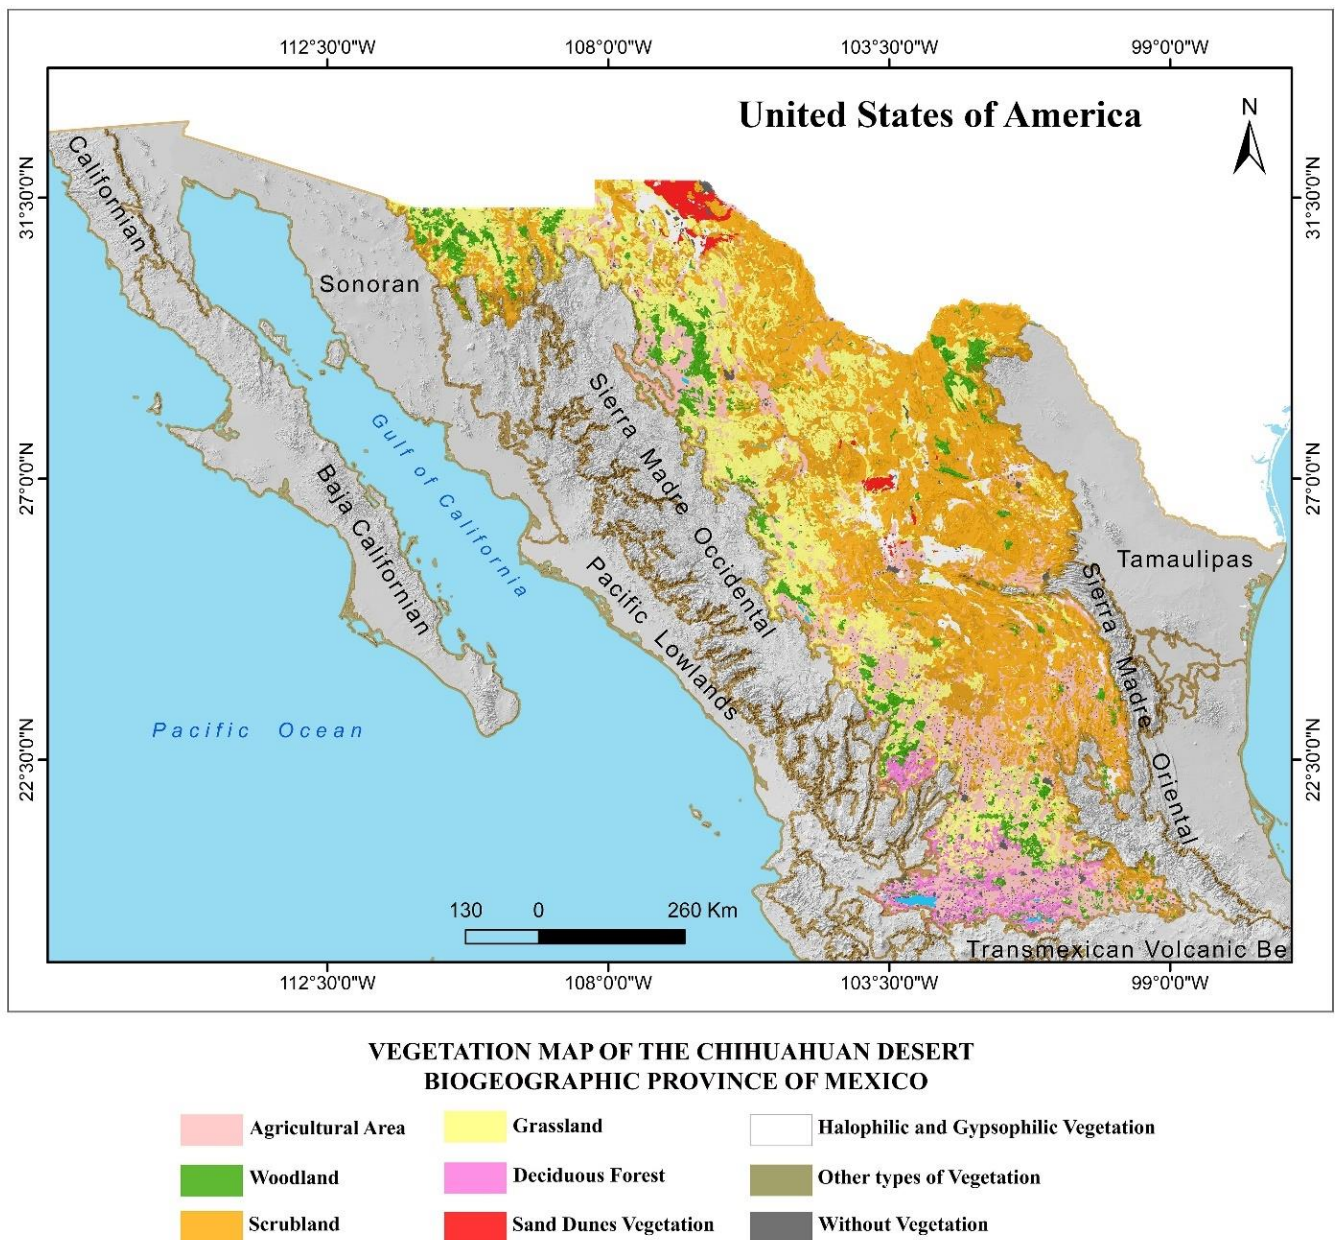 112°30'0"W
108°0'0"W
103°30'0"W
99°0'0"W
United States of America
N
31°30'0"N
31°30'0"N
Californian
Sonoran
Sierra Madre Occidental
Gulf of California
27°0'0"N
27°0'0"N
Baja Californian
Pacific Lowlands
Tamaulipas
Sierra Madre Oriental
Pacific Ocean
22°30'0"N
22°30'0"N
130 0 260 Km
Transmexican Volcanic Be
112°30'0"W
108°0'0"W
103°30'0"W
99°0'0"W
VEGETATION MAP OF THE CHIHUAHUAN DESERT
BIOGEOGRAPHIC PROVINCE OF MEXICO
Agricultural Area
Grassland
Halophilic and Gypsophilic Vegetation
Woodland
Deciduous Forest
Other types of Vegetation
Scrubland
Sand Dunes Vegetation
Without Vegetation